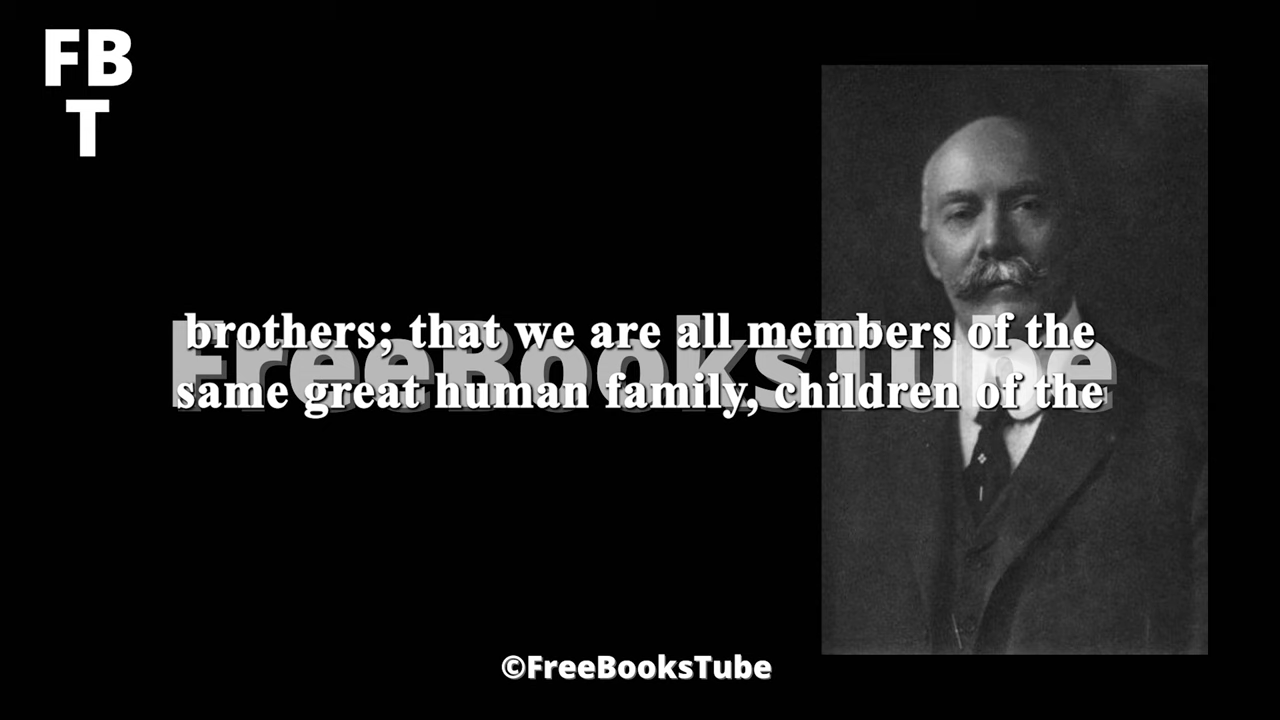 FB
T
brothers; that we are all members of the
same great human family, children of the
FreeBooksTube
©FreeBooksTube